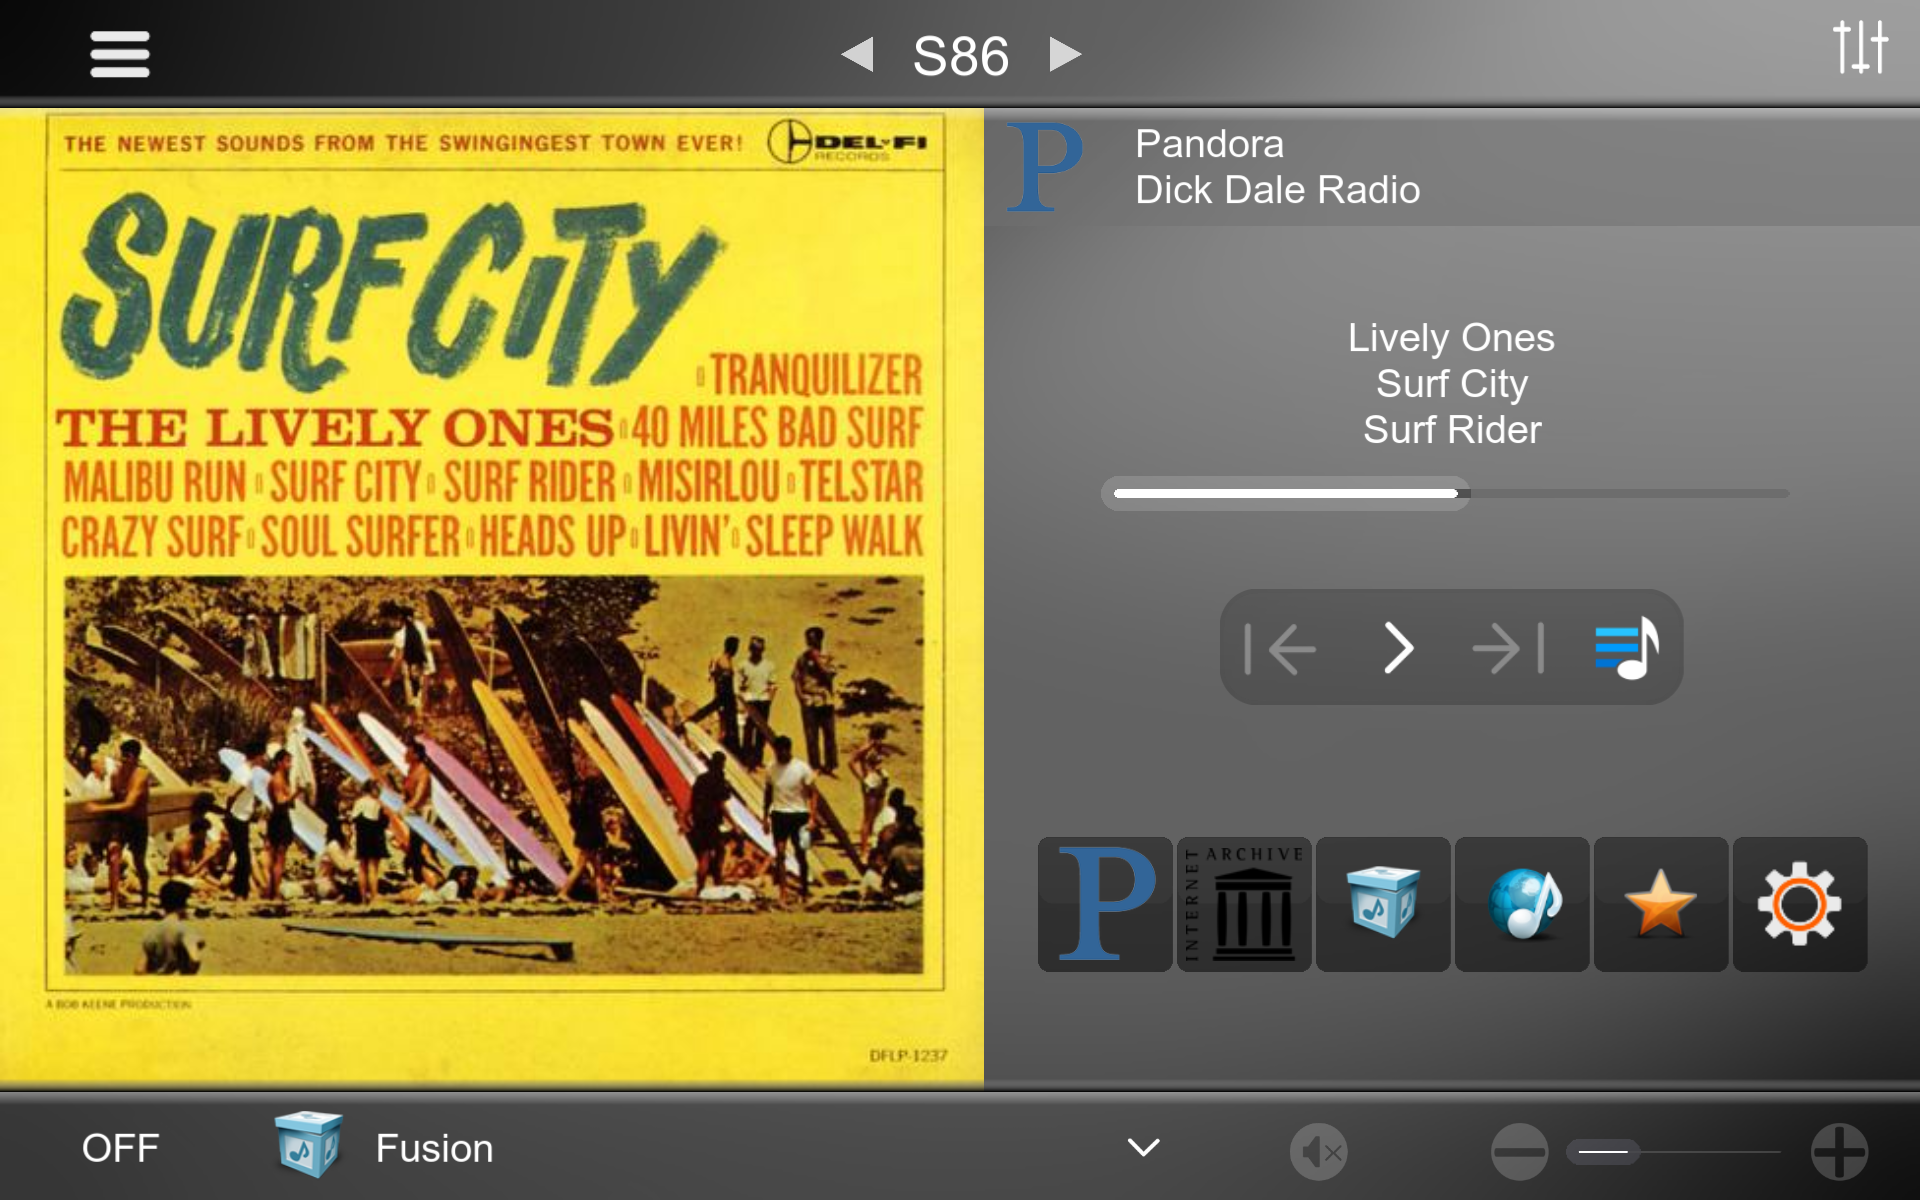 S86
THE NEWEST SOUNDS FROM THE SWINGINGEST TOWN EVER!
DEL-FI
RECORDS
SURF CITY
TRANQUILIZER
THE LIVELY ONES 40 MILES BAD SURF
MALIBU RUN SURF CITY SURF RIDER MISIRLOU TELSTAR
CRAZY SURF SOUL SURFER HEADS UP LIVIN' SLEEP WALK
A BOB KEENE PRODUCTION
DFLP-1237
P
Pandora
Dick Dale Radio
Lively Ones
Surf City
Surf Rider
P
INTERNET
ARCHIVE
OFF
Fusion